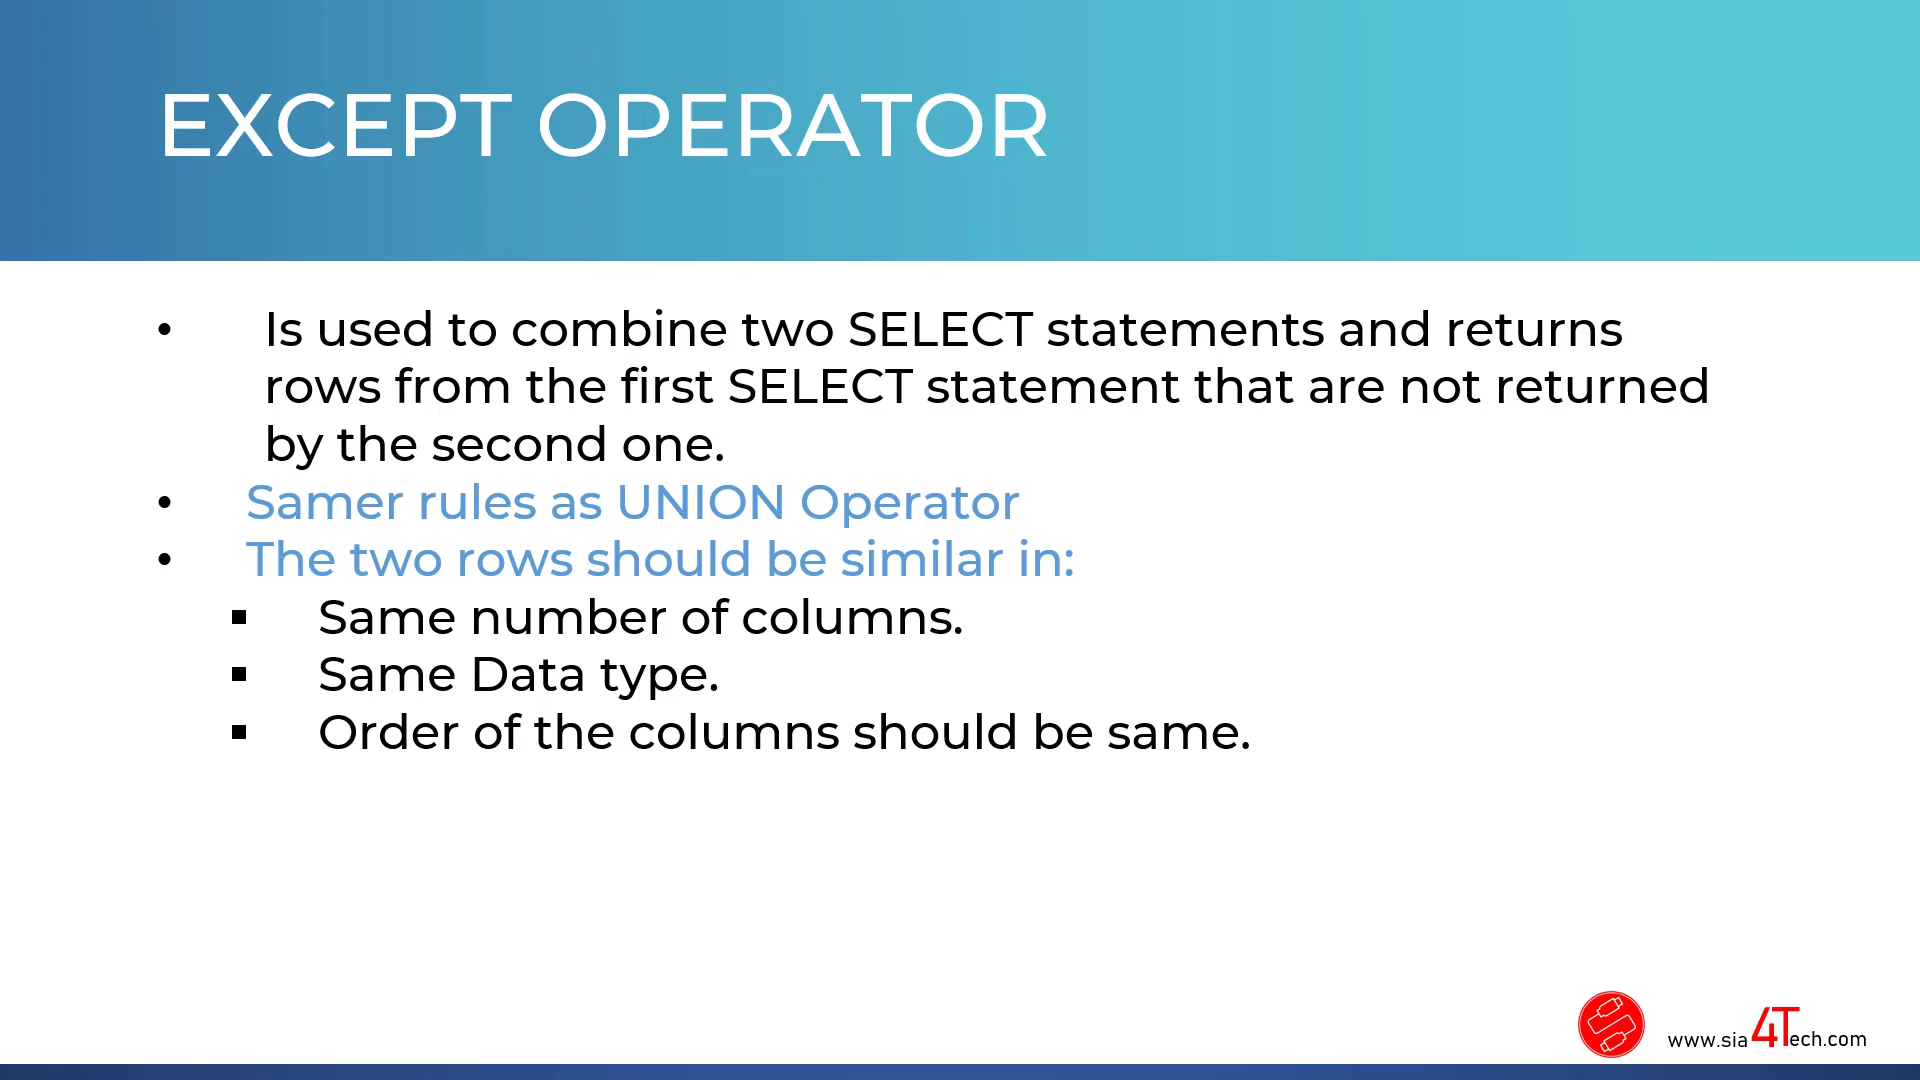 EXCEPT OPERATOR
• Is used to combine two SELECT statements and returns
rows from the first SELECT statement that are not returned
by the second one.
• Samer rules as UNION Operator
• The two rows should be similar in:
▪ Same number of columns.
▪ Same Data type.
▪ Order of the columns should be same.
www.sia4Tech.com